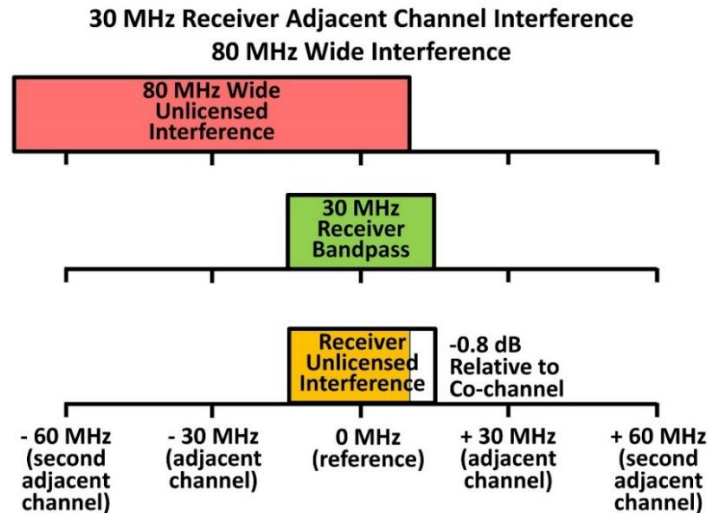 30 MHz Receiver Adjacent Channel Interference
80 MHz Wide Interference
80 MHz Wide
Unlicensed
Interference
30 MHz
Receiver
Bandpass
Receiver
Unlicensed
Interference
-0.8 dB
Relative to
Co-channel
- 60 MHz
(second
adjacent
channel)
- 30 MHz
(adjacent
channel)
0 MHz
(reference)
+ 30 MHz
(adjacent
channel)
+ 60 MHz
(second
adjacent
channel)